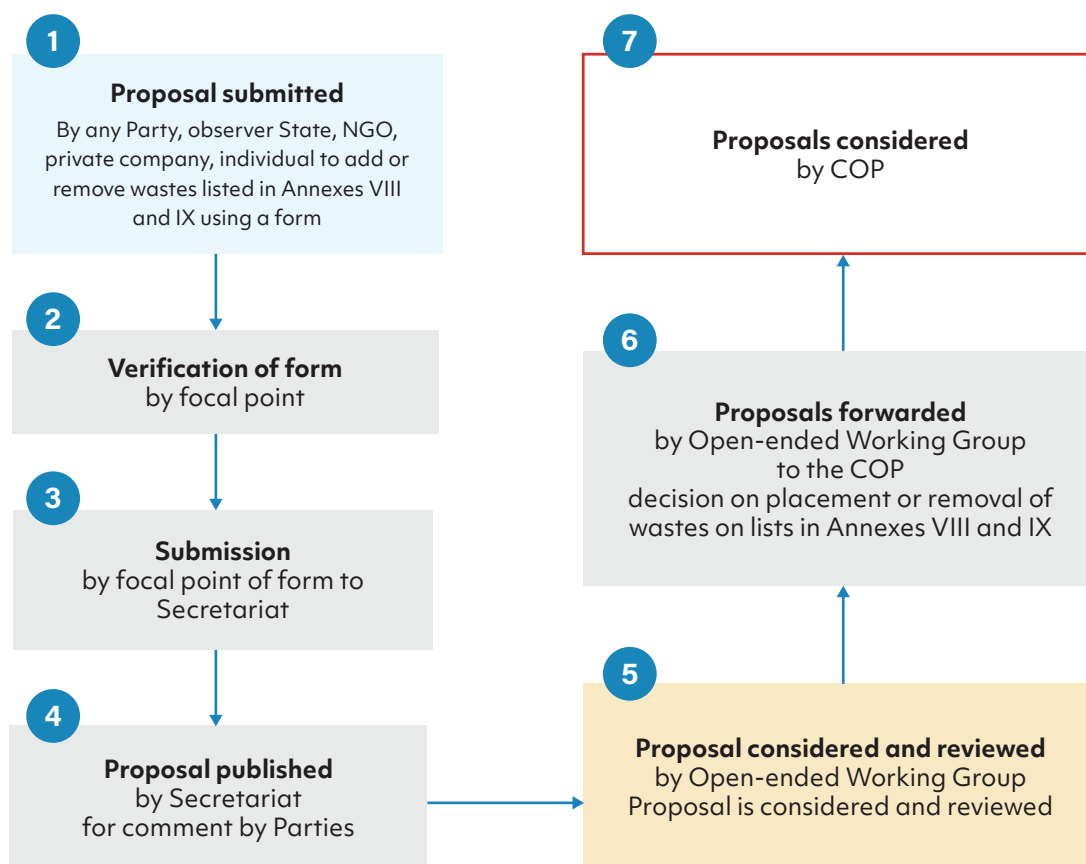 1
Proposal submitted
By any Party, observer State, NGO,
private company, individual to add or
remove wastes listed in Annexes VIII
and IX using a form
2
Verification of form
by focal point
3
Submission
by focal point of form to
Secretariat
4
Proposal published
by Secretariat
for comment by Parties
5
Proposal considered and reviewed
by Open-ended Working Group
Proposal is considered and reviewed
6
Proposals forwarded
by Open-ended Working Group
to the COP
decision on placement or removal of
wastes on lists in Annexes VIII and IX
7
Proposals considered
by COP